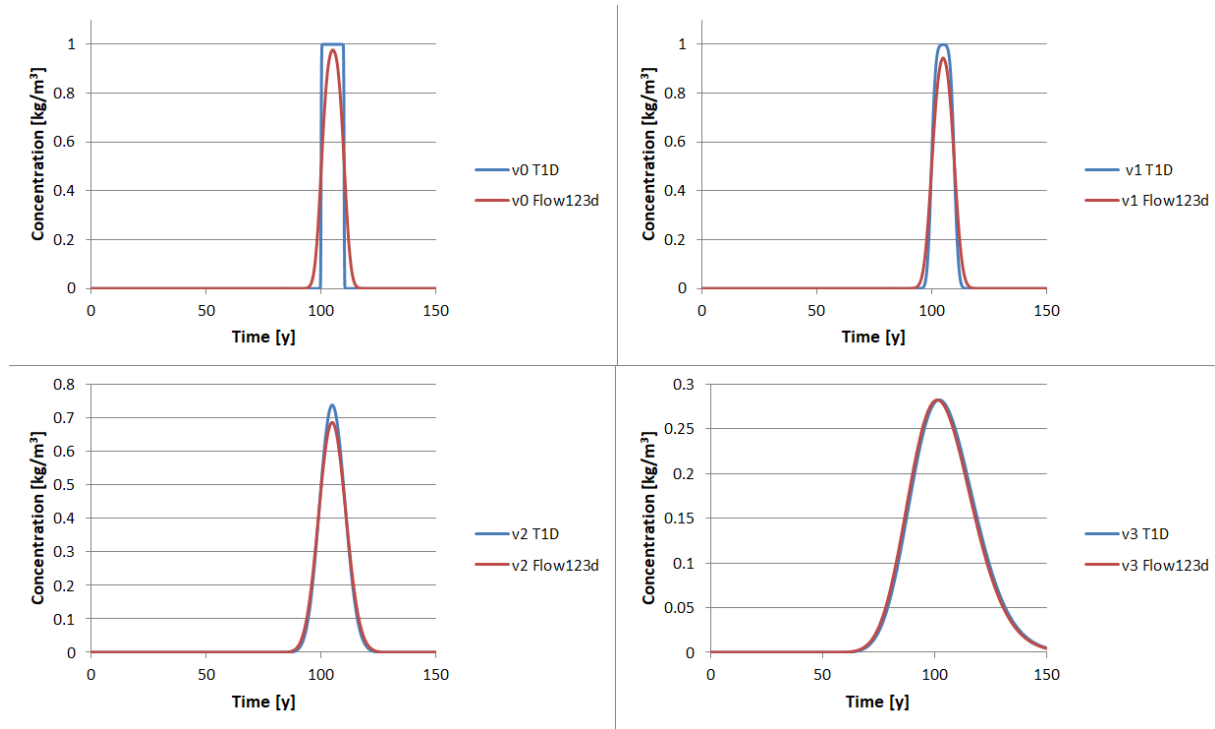 Concentration [kg/m³]
1
0.8
0.6
0.4
0.2
0
0 50 100 150
Time [y]
v0 T1D
v0 Flow123d
Concentration [kg/m³]
1
0.8
0.6
0.4
0.2
0
0 50 100 150
Time [y]
v1 T1D
v1 Flow123d
Concentration [kg/m³]
0.8
0.7
0.6
0.5
0.4
0.3
0.2
0.1
0
0 50 100 150
Time [y]
v2 T1D
v2 Flow123d
Concentration [kg/m³]
0.3
0.25
0.2
0.15
0.1
0.05
0
0 50 100 150
Time [y]
v3 T1D
v3 Flow123d